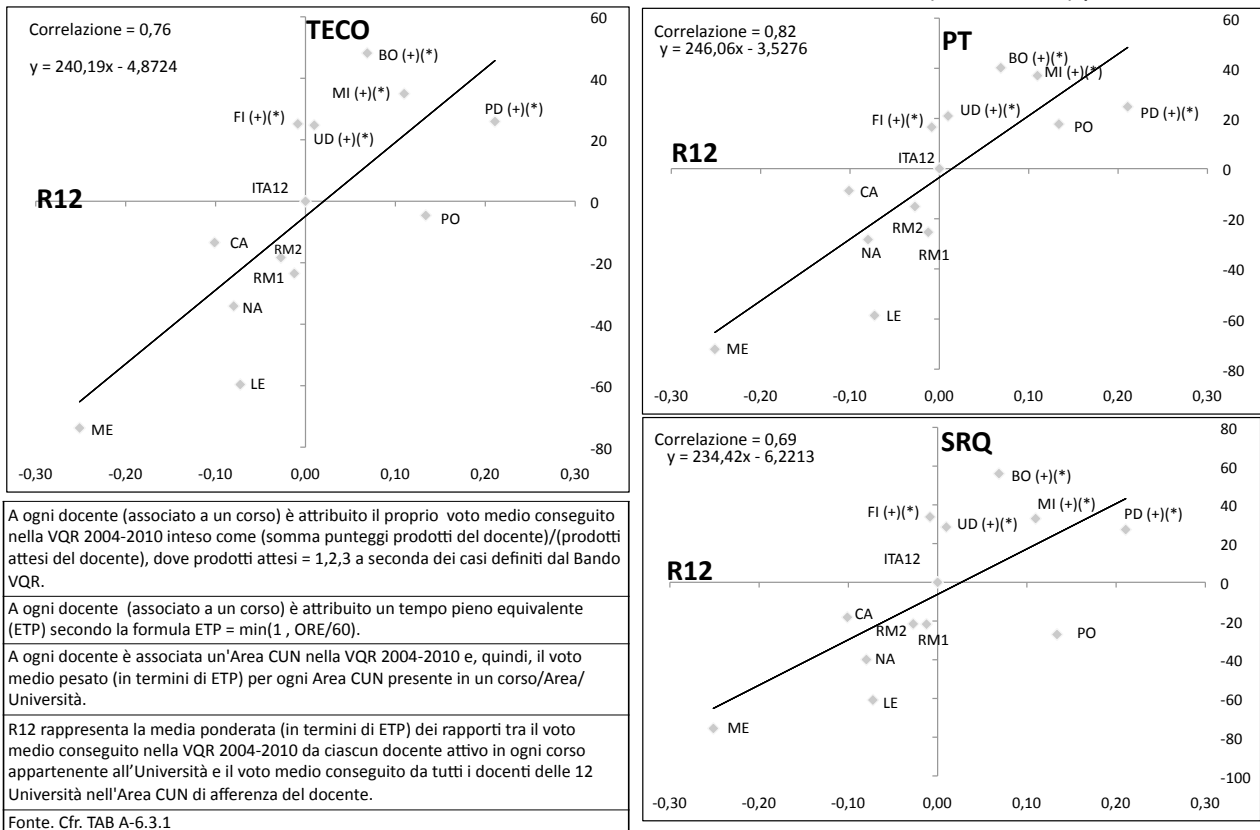 Correlazione = 0,76
TECO
y = 240,19x - 4,8724
60
40
20
0
-20
-40
-60
-80
BO (+)(*)
MI (+)(*)
PD (+)(*)
FI (+)(*)
UD (+)(*)
ITA12
R12
PO
CA
RM2
RM1
NA
LE
ME
-0,30
-0,20
-0,10
0,00
0,10
0,20
0,30
Correlazione = 0,82
y = 246,06x - 3,5276
PT
60
40
20
0
-20
-40
-60
-80
BO (+)(*)
MI (+)(*)
PD (+)(*)
UD (+)(*)
FI (+)(*)
PO
ITA12
R12
CA
RM2
RM1
NA
LE
ME
-0,30
-0,20
-0,10
0,00
0,10
0,20
0,30
Correlazione = 0,69
y = 234,42x - 6,2213
SRQ
80
60
40
20
0
-20
-40
-60
-80
-100
BO (+)(*)
MI (+)(*)
PD (+)(*)
FI (+)(*)
UD (+)(*)
ITA12
R12
CA
RM2
RM1
PO
NA
LE
ME
-0,30
-0,20
-0,10
0,00
0,10
0,20
0,30
A ogni docente (associato a un corso) è attribuito il proprio voto medio conseguito
nella VQR 2004-2010 inteso come (somma punteggi prodotti del docente)/(prodotti
attesi del docente), dove prodotti attesi = 1,2,3 a seconda dei casi definiti dal Bando
VQR.
A ogni docente (associato a un corso) è attribuito un tempo pieno equivalente
(ETP) secondo la formula ETP = min(1 , ORE/60).
A ogni docente è associata un'Area CUN nella VQR 2004-2010 e, quindi, il voto
medio pesato (in termini di ETP) per ogni Area CUN presente in un corso/Area/
Università.
R12 rappresenta la media ponderata (in termini di ETP) dei rapporti tra il voto
medio conseguito nella VQR 2004-2010 da ciascun docente attivo in ogni corso
appartenente all’Università e il voto medio conseguito da tutti i docenti delle 12
Università nell'Area CUN di afferenza del docente.
Fonte. Cfr. TAB A-6.3.1